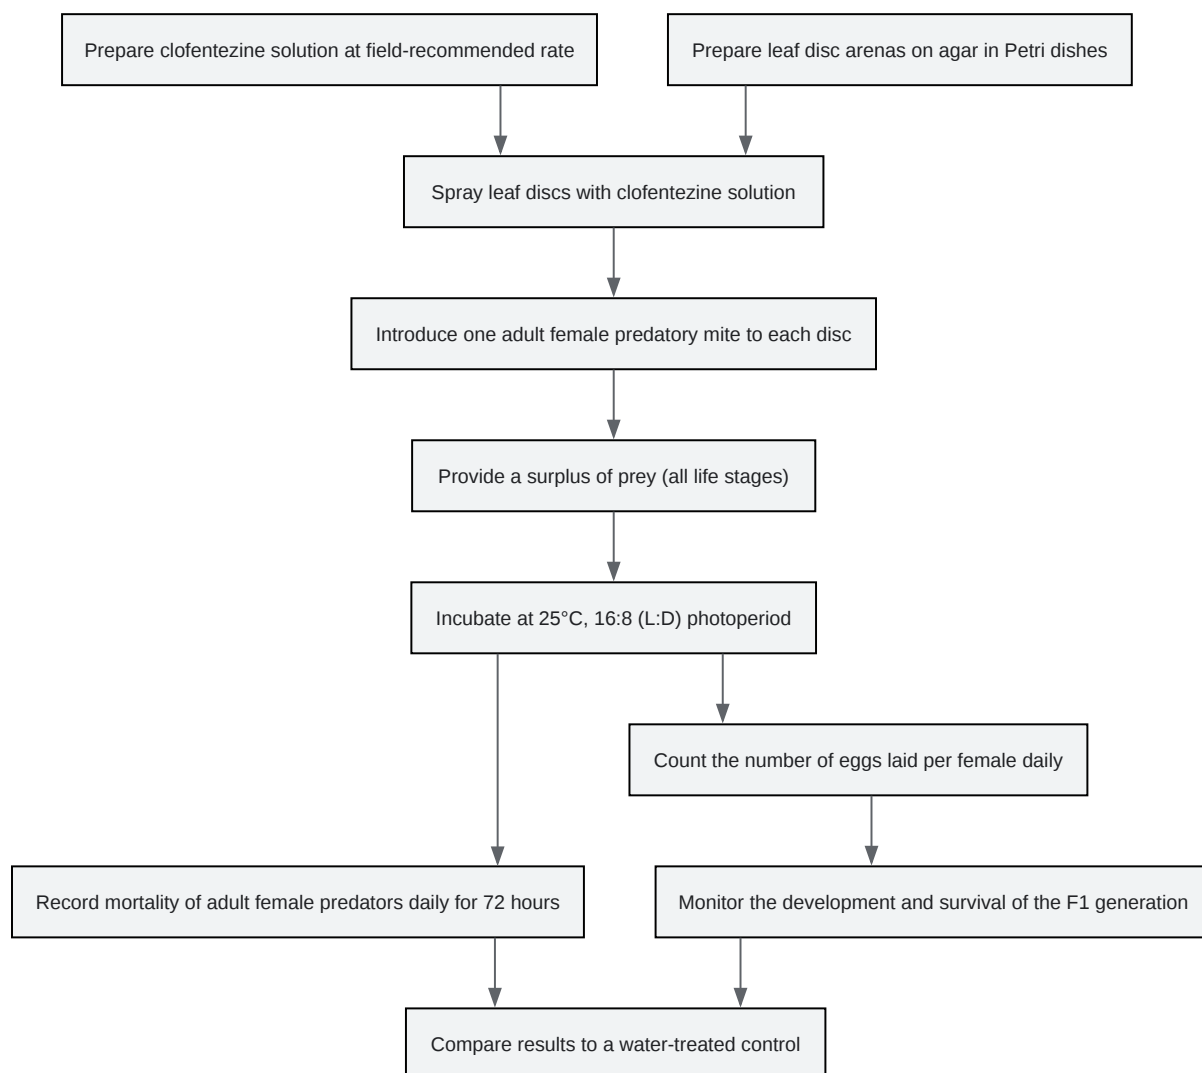 Prepare clofentezine solution at field-recommended rate
Prepare leaf disc arenas on agar in Petri dishes
Spray leaf discs with clofentezine solution
Introduce one adult female predatory mite to each disc
Provide a surplus of prey (all life stages)
Incubate at 25°C, 16:8 (L:D) photoperiod
Count the number of eggs laid per female daily
Record mortality of adult female predators daily for 72 hours
Monitor the development and survival of the F1 generation
Compare results to a water-treated control